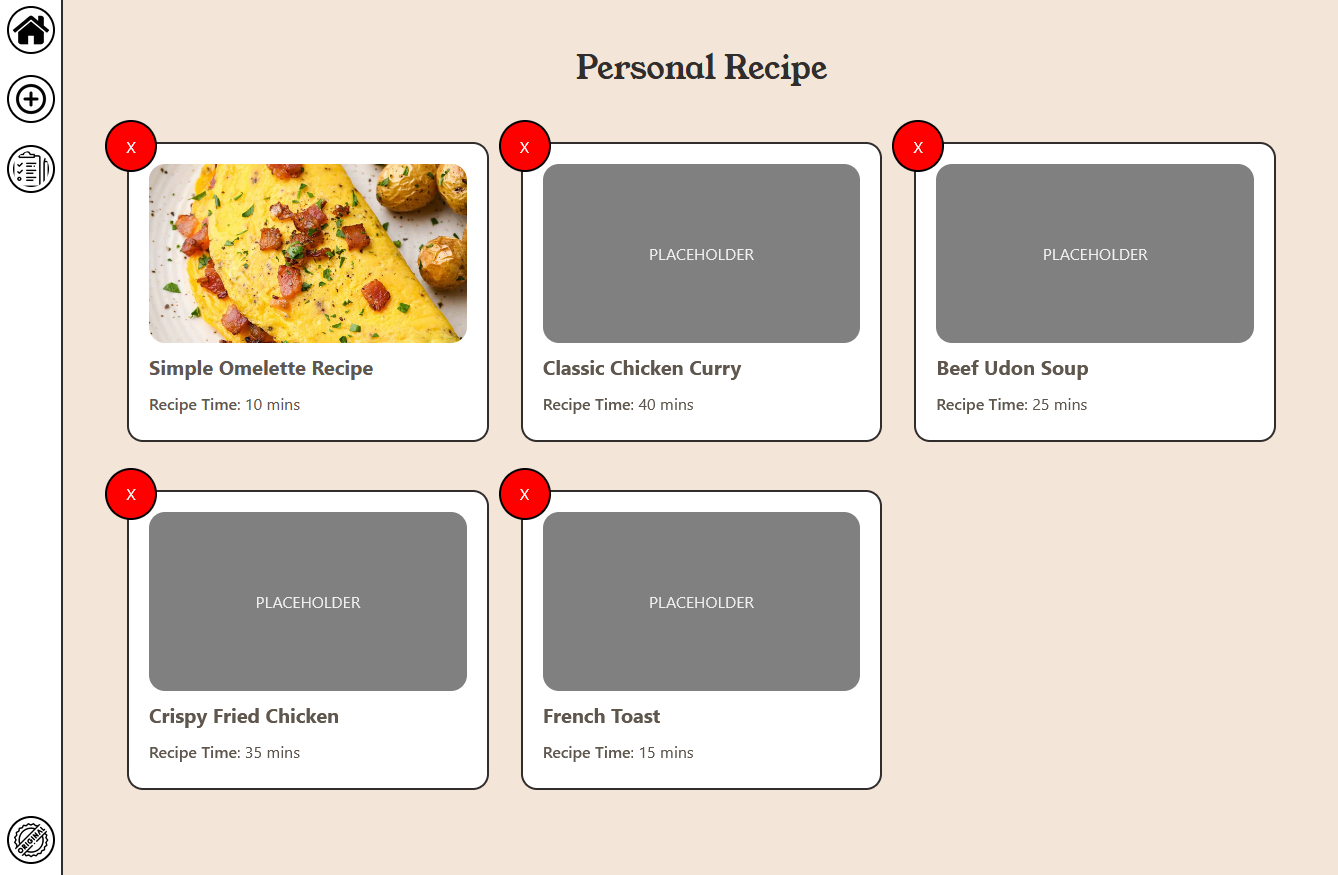 Personal Recipe
X
X
X
PLACEHOLDER
PLACEHOLDER
Simple Omelette Recipe
Classic Chicken Curry
Beef Udon Soup
Recipe Time: 10 mins
Recipe Time: 40 mins
Recipe Time: 25 mins
X
X
PLACEHOLDER
PLACEHOLDER
Crispy Fried Chicken
French Toast
Recipe Time: 35 mins
Recipe Time: 15 mins
ORIGINAL